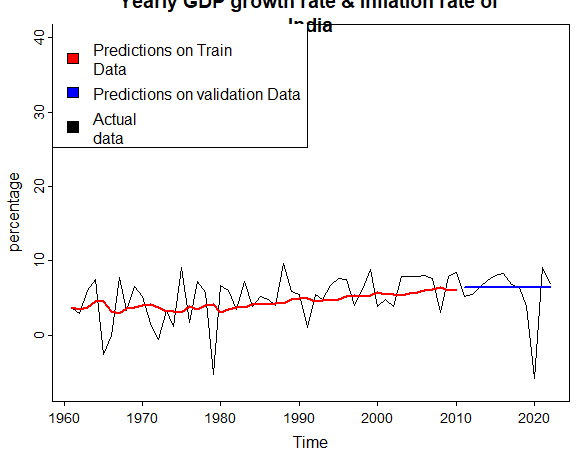 Yearly GDP growth rate & Inflation rate of
India
Predictions on Train
Data
Predictions on validation Data
Actual
data
percentage
40
30
20
10
0
1960 1970 1980 1990 2000 2010 2020
Time